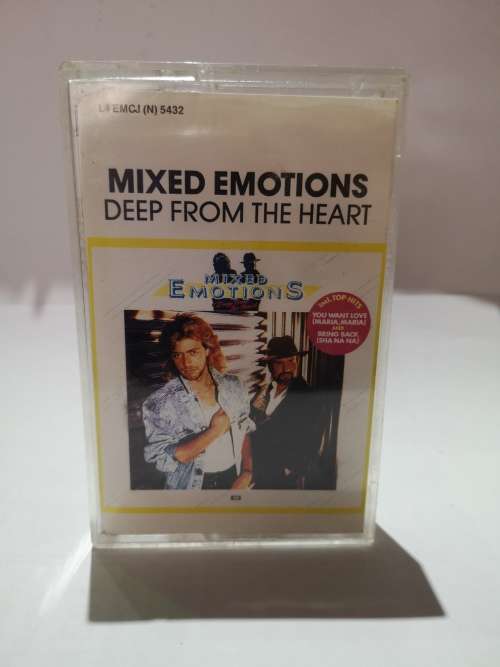 L4 EMCJ (N) 5432
MIXED EMOTIONS
DEEP FROM THE HEART
MIXED
EMOTIONS
INCL. TOP HITS
YOU WANT LOVE
(MARIA, MARIA)
AND
BRING BACK
(SHA NA NA)